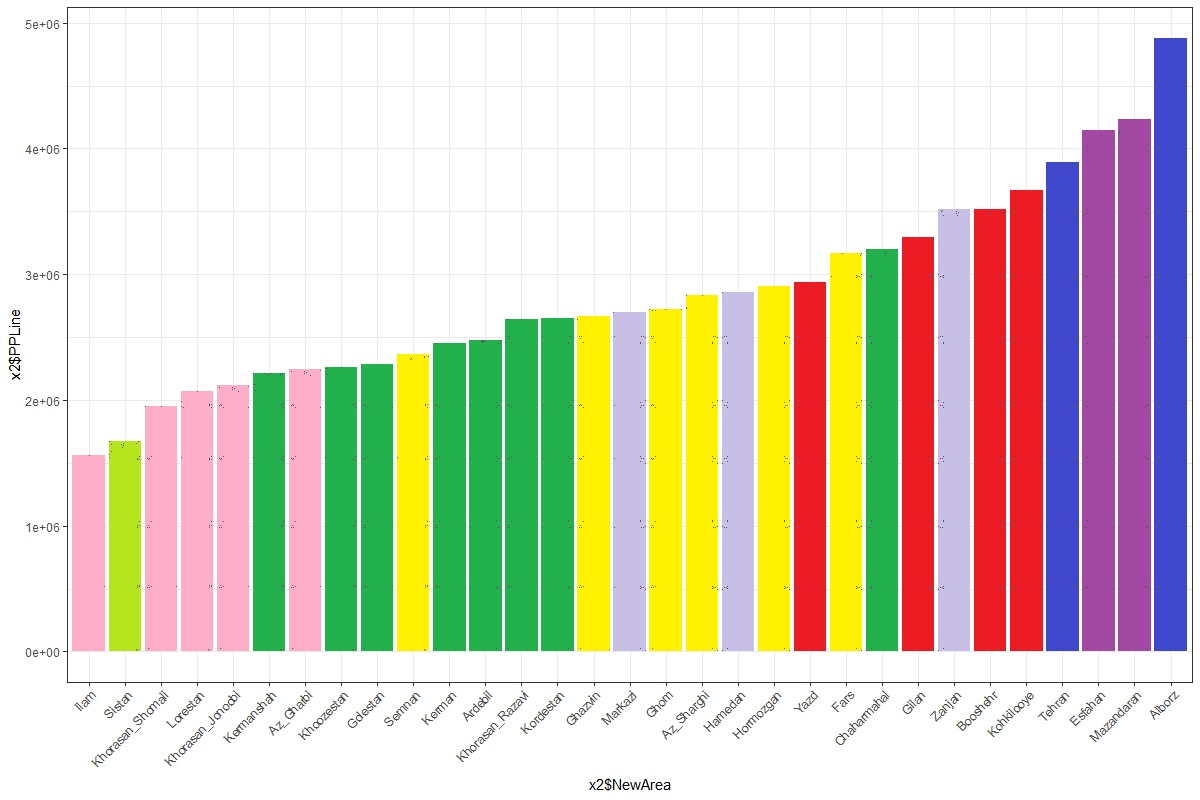 5e+06
4e+06
3e+06
2e+06
1e+06
0e+00
x2$PPLine
Ilam
Sistan
Khorasan_Shomali
Lorestan
Khorasan_Jonoobi
Kermanshah
Az_Gharbi
Khoozestan
Golestan
Semnan
Kerman
Ardebil
Khorasan_Razavi
Kordestan
Ghazvin
Markazi
Ghom
Az_Sharghi
Hamedan
Hormozgan
Yazd
Fars
Chaharmahal
Gilan
Zanjan
Booshehr
Kohkilooye
Tehran
Esfahan
Mazandaran
Alborz
x2$NewArea